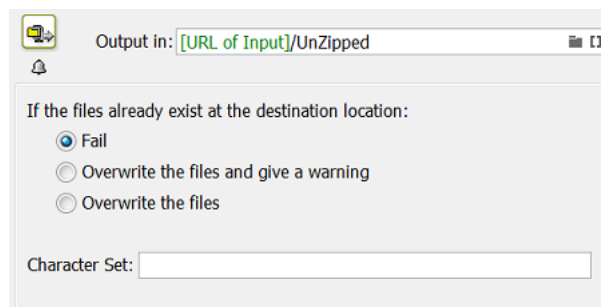 Output in: [URL of Input]/UnZipped
If the files already exist at the destination location:
Fail
Overwrite the files and give a warning
Overwrite the files
Character Set: